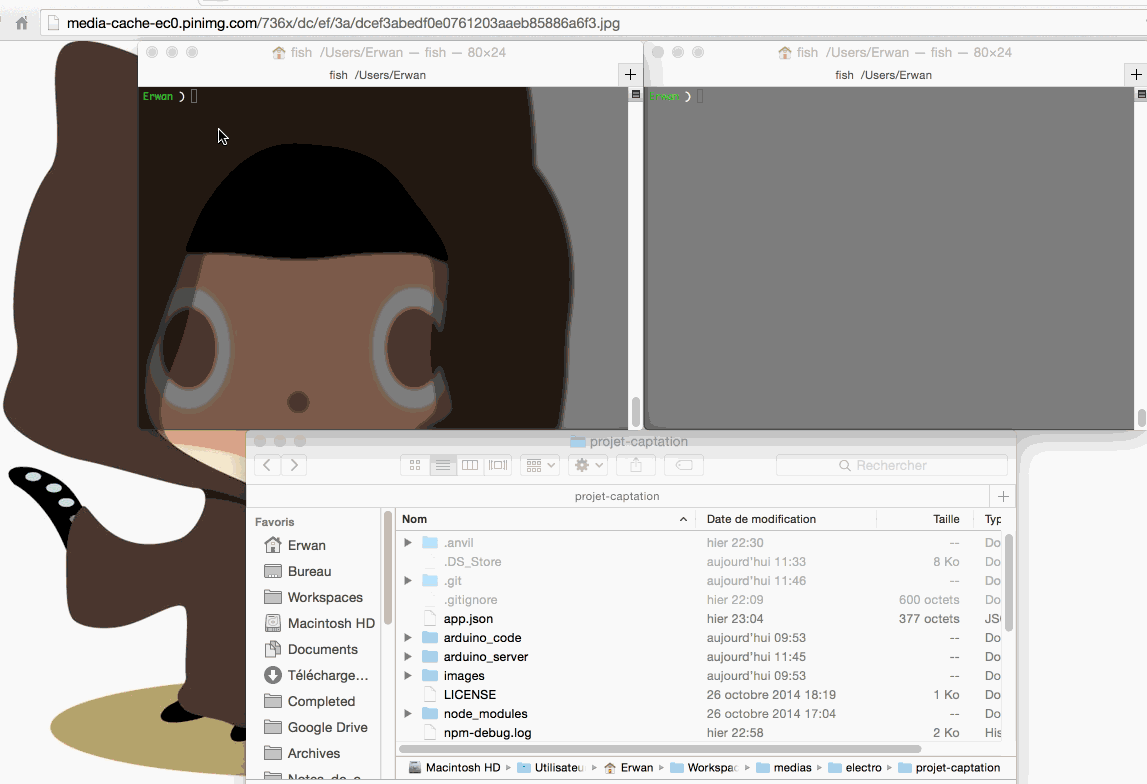 media-cache-ec0.pinimg.com/736x/dc/ef/3a/dcef3abedf0e0761203aaeb85886a6f3.jpg
fish /Users/Erwan — fish — 80×24
fish /Users/Erwan — fish — 80×24
fish /Users/Erwan
fish /Users/Erwan
Erwan )
Erwan )
projet-captation
Rechercher
projet-captation
Favoris
Erwan
Bureau
Workspaces
Macintosh HD
Documents
Télécharge…
Completed
Google Drive
Archives
Nom Date de modification Taille Typ
.anvil hier 22:30 -- Do
.DS_Store aujourd'hui 11:33 8 Ko Do
.git aujourd'hui 11:46 -- Do
.gitignore hier 22:09 600 octets Do
app.json hier 23:04 377 octets JS
arduino_code aujourd'hui 09:53 -- Do
arduino_server aujourd'hui 11:45 -- Do
images aujourd'hui 09:53 -- Do
LICENSE 26 octobre 2014 18:19 1 Ko Do
node_modules 26 octobre 2014 17:04 -- Do
npm-debug.log hier 22:58 2 Ko His
Macintosh HD Utilisateu Erwan Workspac medias electro projet-captation